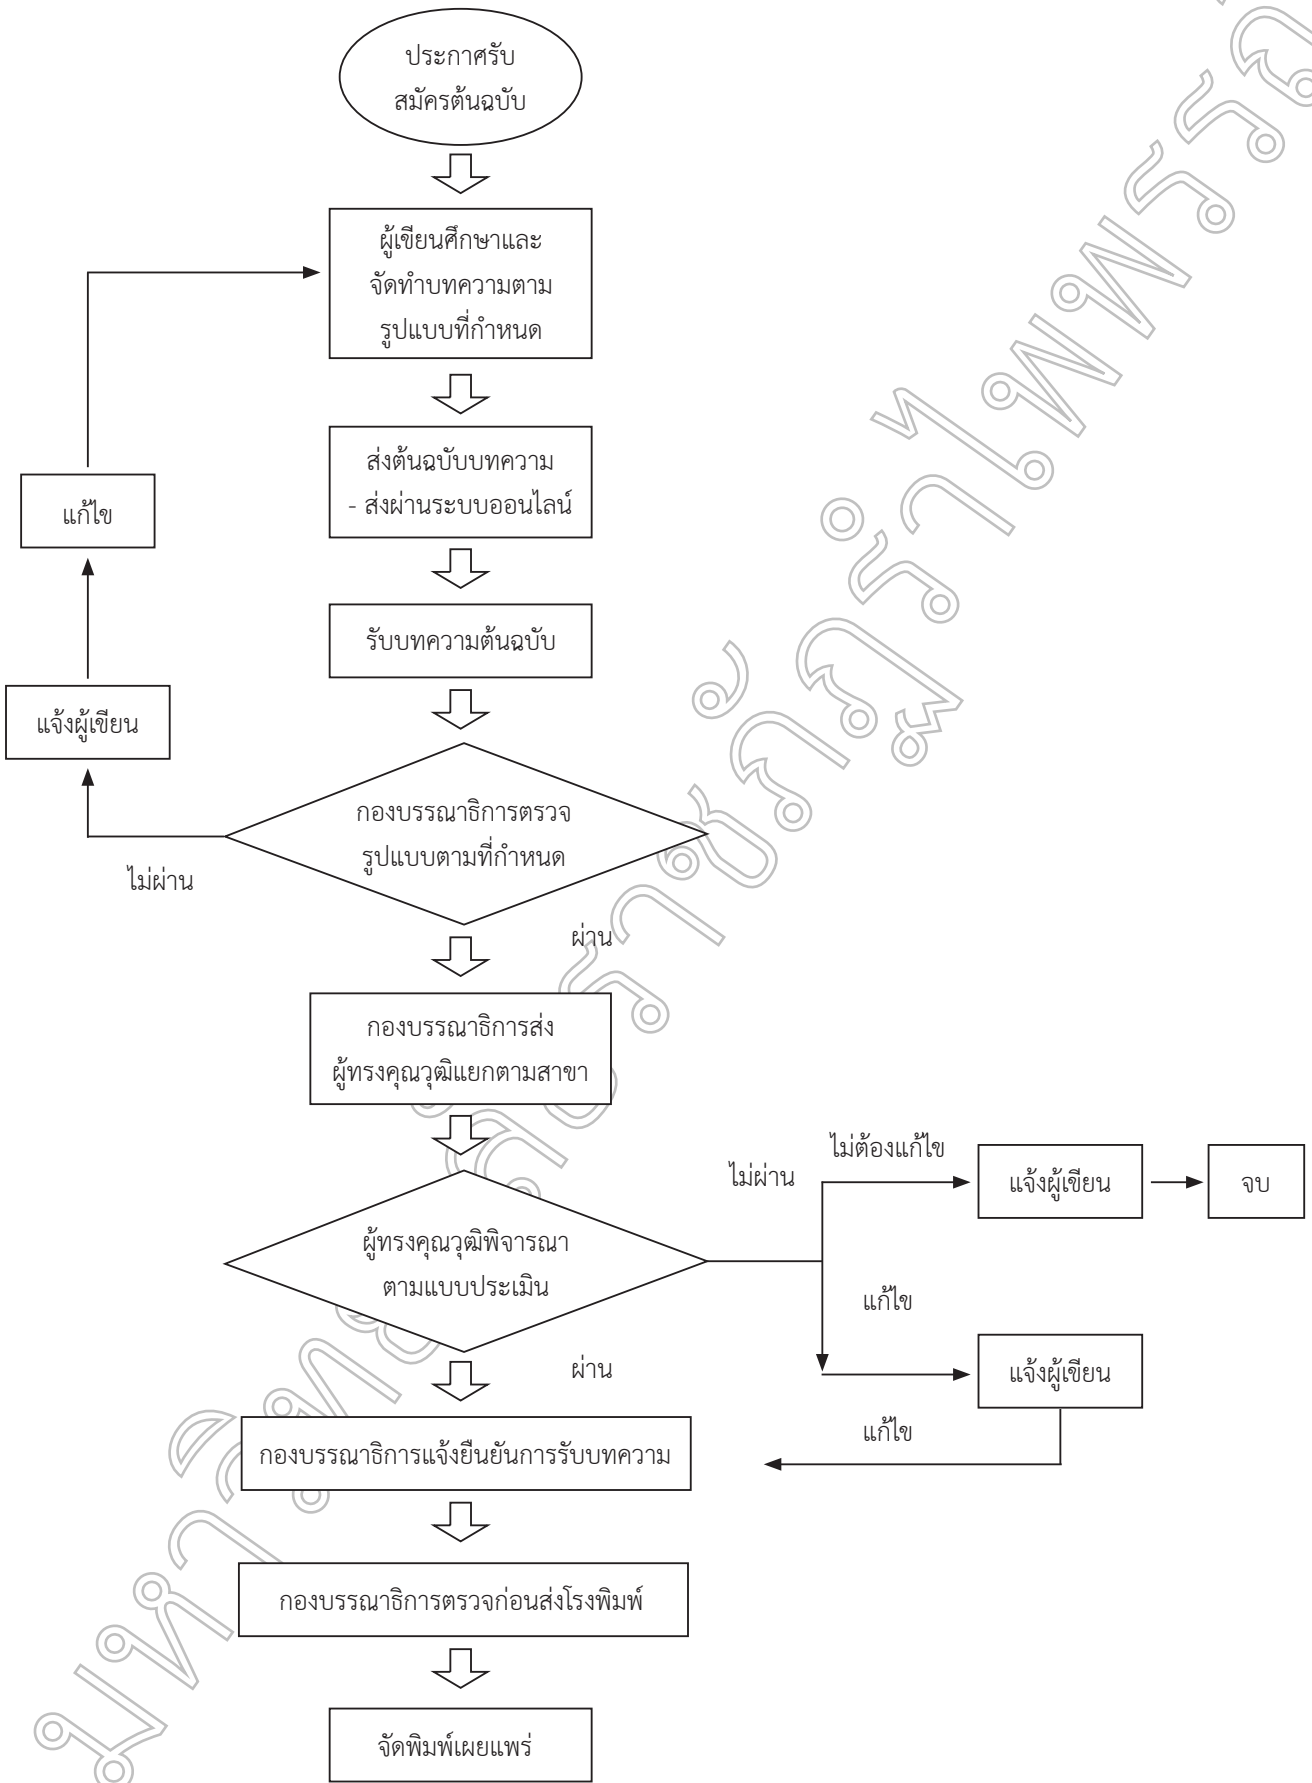 ประกาศรับ
สมัครต้นฉบับ
ผู้เขียนศึกษาและ
จัดทำบทความตาม
รูปแบบที่กำหนด
ส่งต้นฉบับบทความ
- ส่งผ่านระบบออนไลน์
แก้ไข
รับบทความต้นฉบับ
แจ้งผู้เขียน
กองบรรณาธิการตรวจ
รูปแบบตามที่กำหนด
ไม่ผ่าน
ผ่าน
กองบรรณาธิการส่ง
ผู้ทรงคุณวุฒิแยกตามสาขา
ไม่ผ่าน
ไม่ต้องแก้ไข
แจ้งผู้เขียน
จบ
ผู้ทรงคุณวุฒิพิจารณา
ตามแบบประเมิน
แก้ไข
ผ่าน
แจ้งผู้เขียน
แก้ไข
กองบรรณาธิการแจ้งยืนยันการรับบทความ
กองบรรณาธิการตรวจก่อนส่งโรงพิมพ์
จัดพิมพ์เผยแพร่